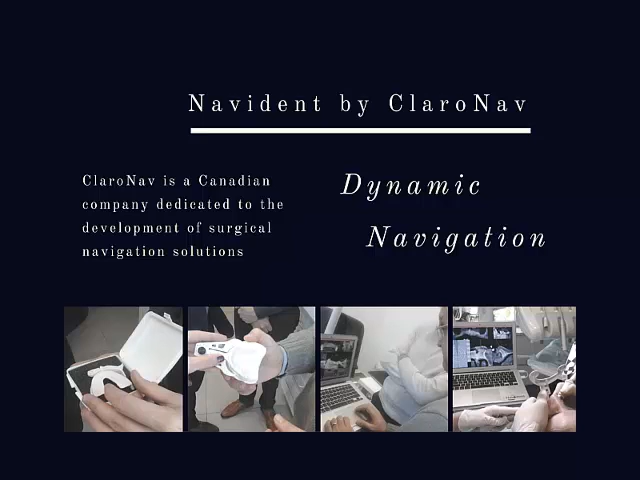 Navident by ClaroNav
ClaroNav is a Canadian
company dedicated to the
development of surgical
navigation solutions
Dynamic
Navigation